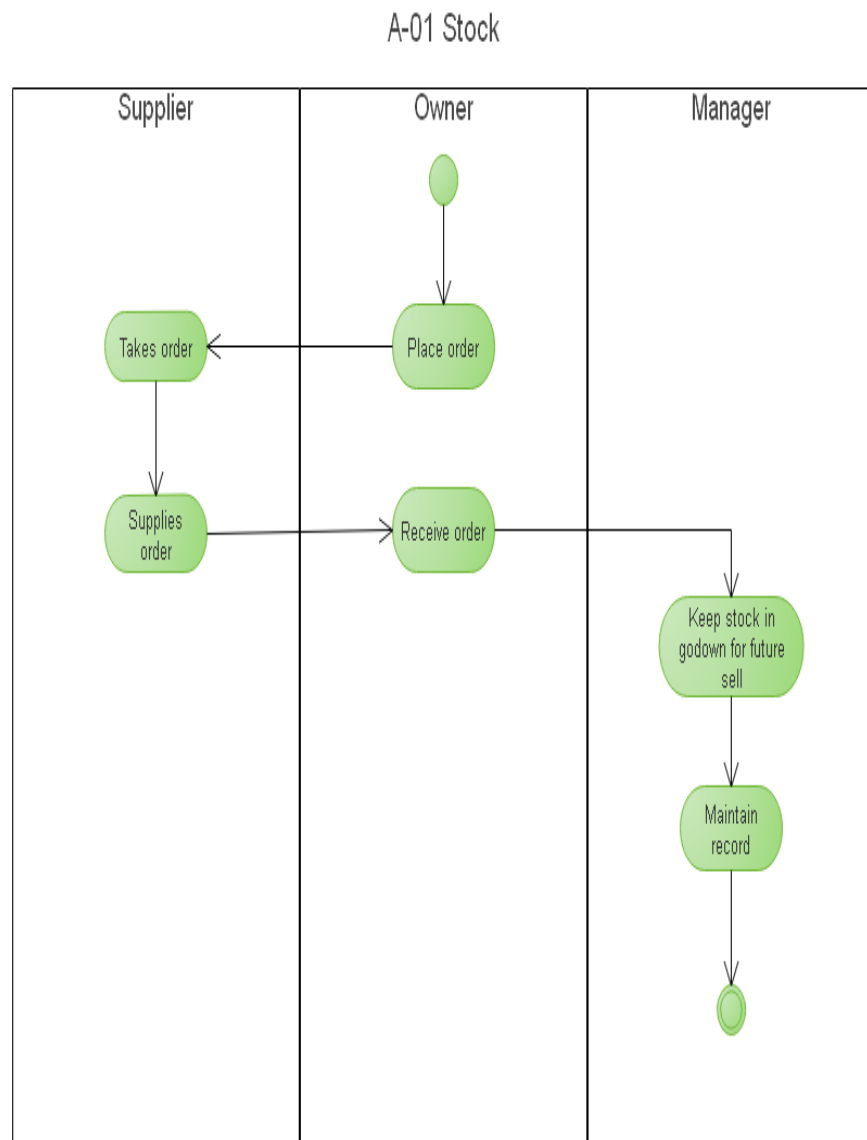 A-01 Stock
Supplier
Owner
Manager
Takes order
Place order
Supplies
order
Receive order
Keep stock in
godown for future
sell
Maintain
record